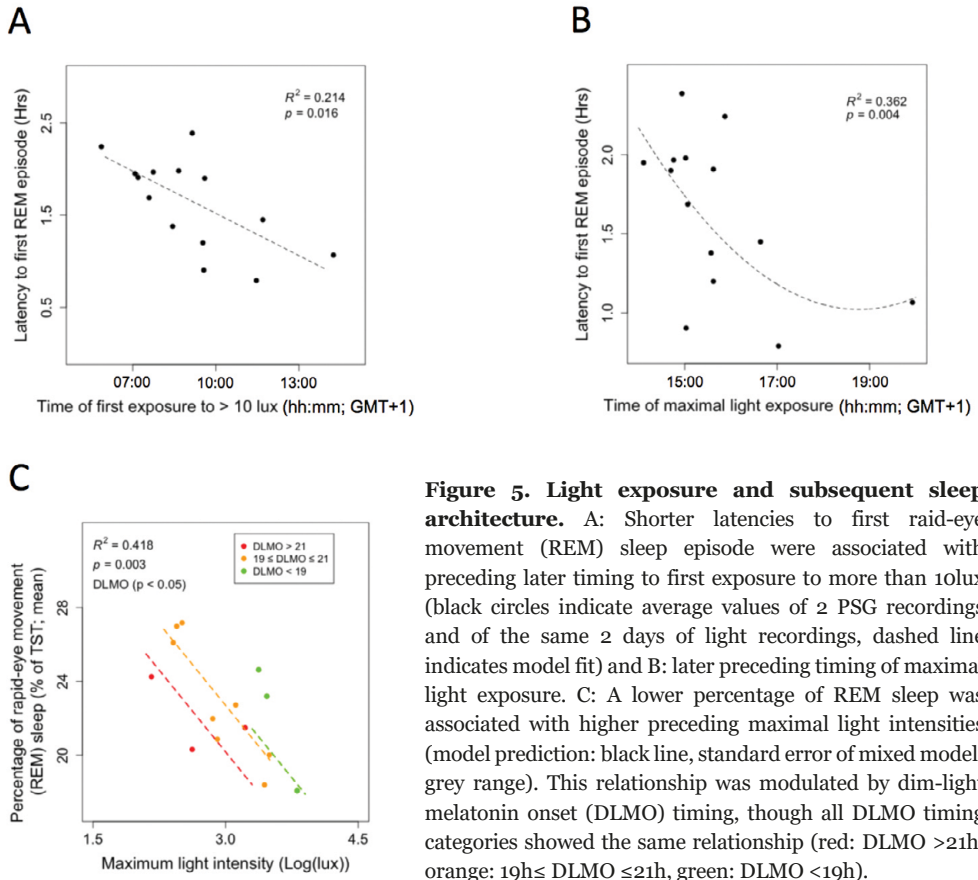 A
R² = 0.214
p = 0.016
Latency to first REM episode (Hrs)
2.5
1.5
0.5
07:00 10:00 13:00
Time of first exposure to > 10 lux (hh:mm; GMT+1)
B
R² = 0.362
p = 0.004
Latency to first REM episode (Hrs)
2.0
1.5
1.0
15:00 17:00 19:00
Time of maximal light exposure (hh:mm; GMT+1)
C
R² = 0.418
p = 0.003
DLMO (p < 0.05)
DLMO > 21
19 ≤ DLMO ≤ 21
DLMO < 19
Percentage of rapid-eye movement
(REM) sleep (% of TST; mean)
28
24
20
1.5 3.0 4.5
Maximum light intensity (Log(lux))
Figure 5. Light exposure and subsequent sleep
architecture. A: Shorter latencies to first raid-eye
movement (REM) sleep episode were associated with
preceding later timing to first exposure to more than 10lux
(black circles indicate average values of 2 PSG recordings
and of the same 2 days of light recordings, dashed line
indicates model fit) and B: later preceding timing of maxima
light exposure. C: A lower percentage of REM sleep was
associated with higher preceding maximal light intensities
(model prediction: black line, standard error of mixed model
grey range). This relationship was modulated by dim-light
melatonin onset (DLMO) timing, though all DLMO timing
categories showed the same relationship (red: DLMO >21h
orange: 19h≤ DLMO ≤21h, green: DLMO <19h).